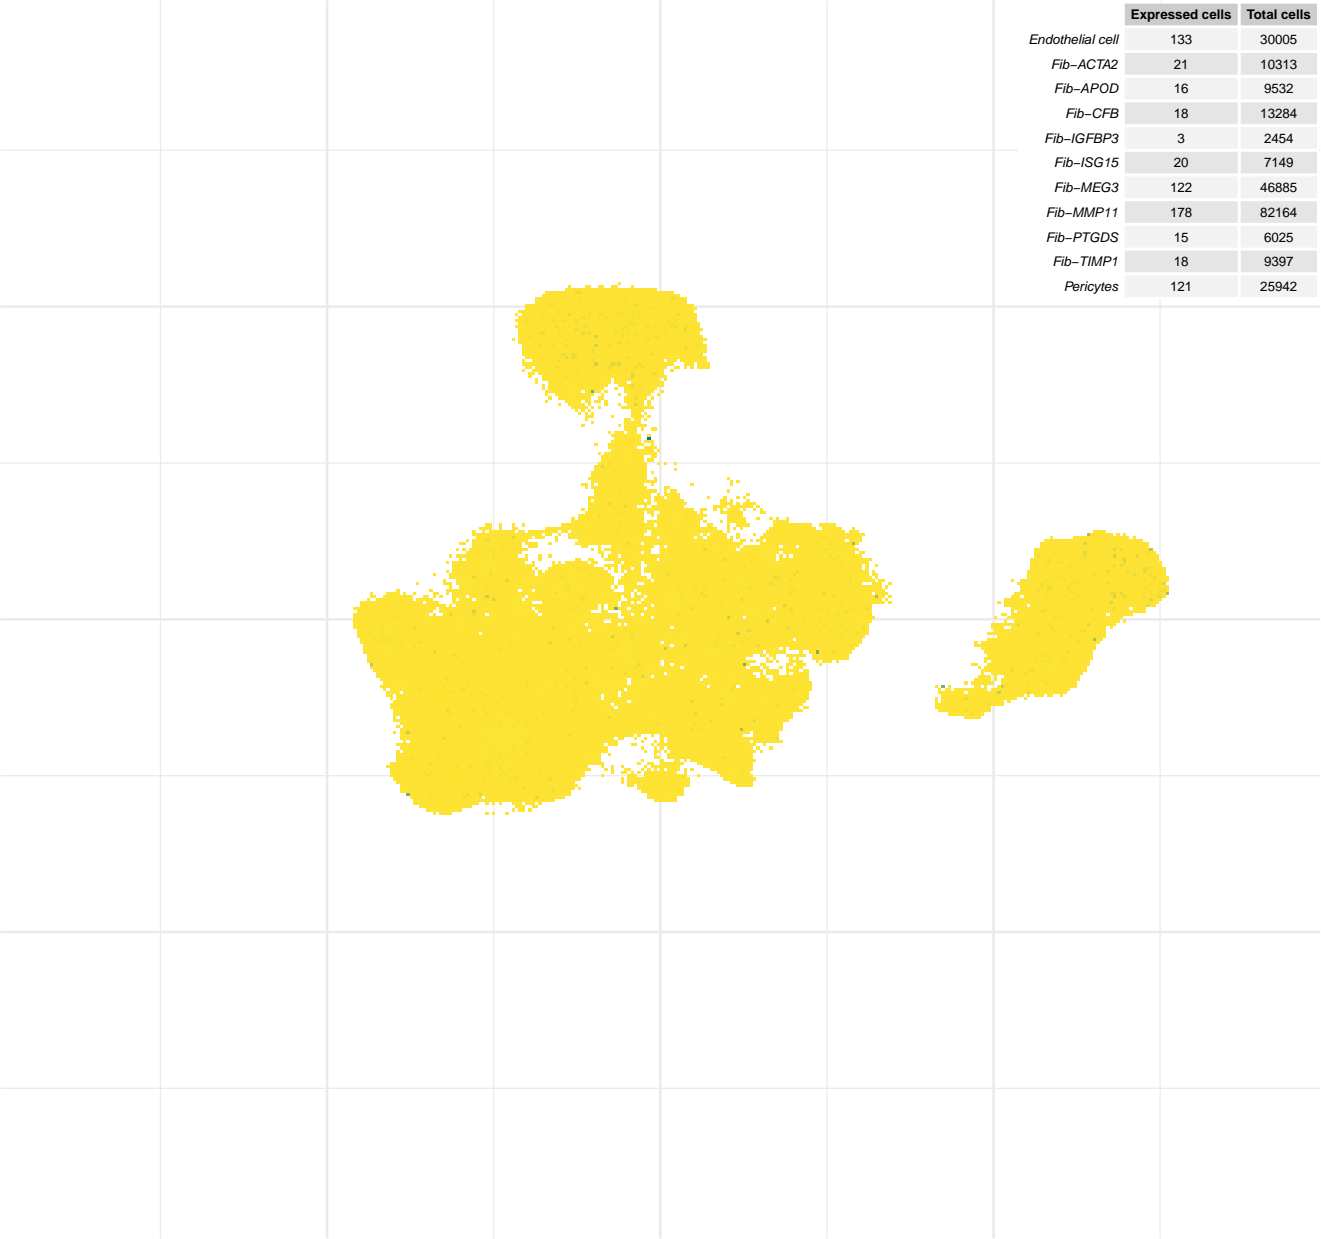 Expressed cells Total cells
Endothelial cell 133 30005
Fib−ACTA2 21 10313
Fib−APOD 16 9532
Fib−CFB 18 13284
Fib−IGFBP3 3 2454
Fib−ISG15 20 7149
Fib−MEG3 122 46885
Fib−MMP11 178 82164
Fib−PTGDS 15 6025
Fib−TIMP1 18 9397
Pericytes 121 25942